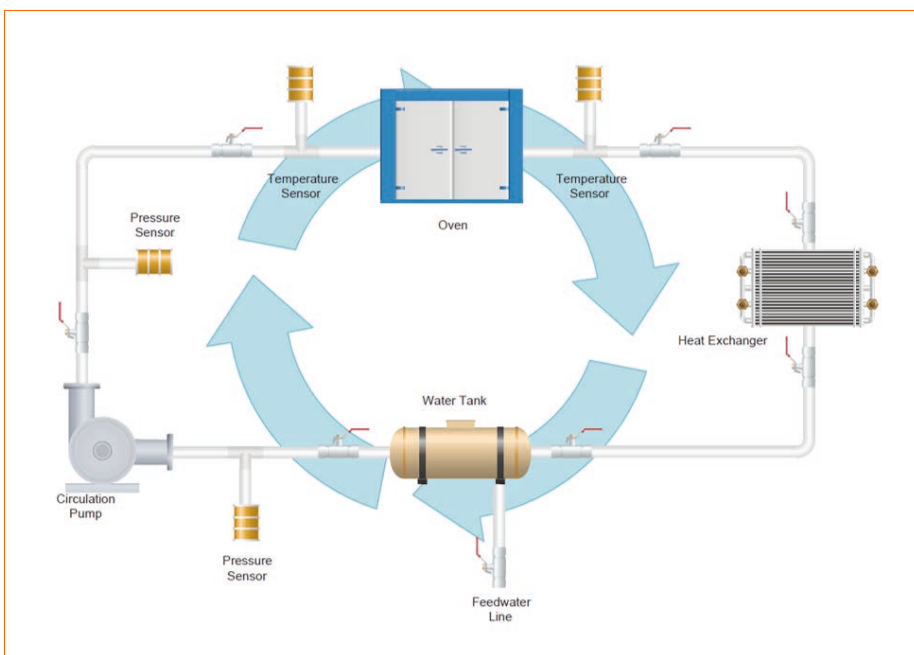 Temperature
Sensor
Temperature
Sensor
Oven
Pressure
Sensor
Heat Exchanger
Water Tank
Circulation
Pump
Pressure
Sensor
Feedwater
Line